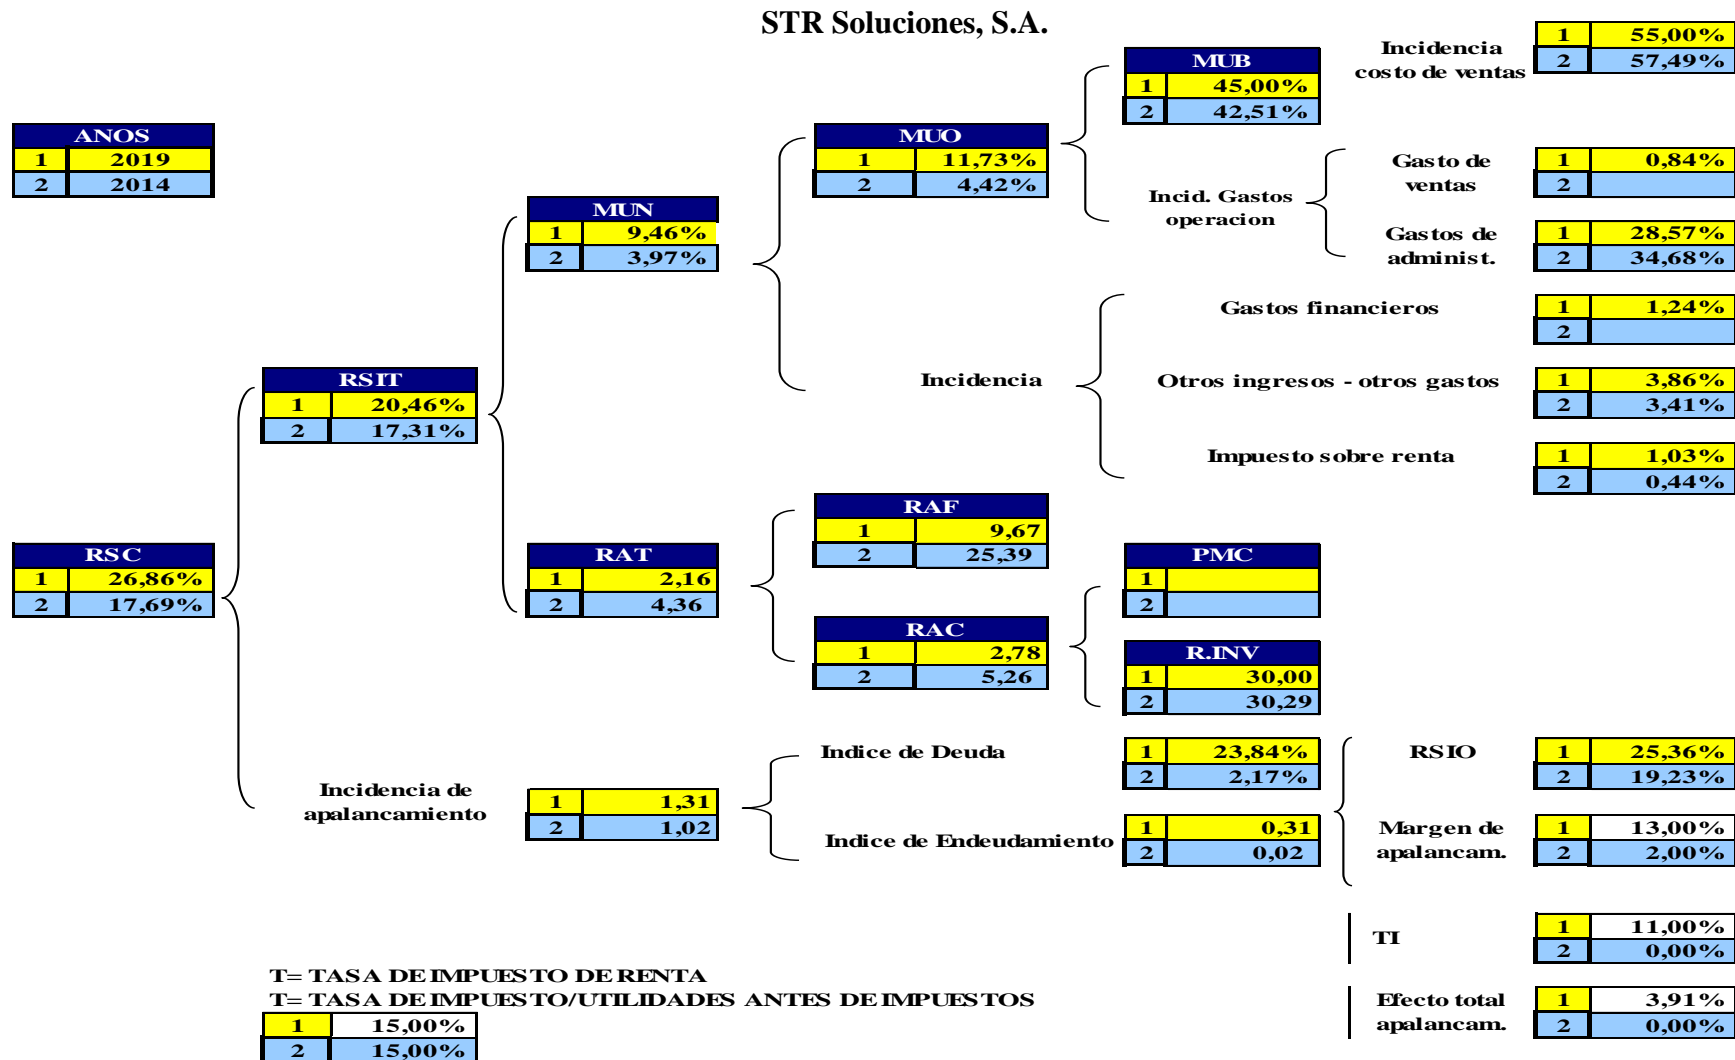 STR Soluciones, S.A.
ANOS
1 2019
2 2014
RSC
1 26,86%
2 17,69%
RSIT
1 20,46%
2 17,31%
Incidencia de
apalancamiento
1 1,31
2 1,02
MUN
1 9,46%
2 3,97%
RAT
1 2,16
2 4,36
MUO
1 11,73%
2 4,42%
Incidencia
RAF
1 9,67
2 25,39
RAC
1 2,78
2 5,26
MUB
1 45,00%
2 42,51%
Incid. Gastos
operacion
Incidencia
costo de ventas
1 55,00%
2 57,49%
Gasto de
ventas
1 0,84%
2
Gastos de
administ.
1 28,57%
2 34,68%
Gastos financieros
1 1,24%
2
Otros ingresos - otros gastos
1 3,86%
2 3,41%
Impuesto sobre renta
1 1,03%
2 0,44%
PMC
1
2
R.INV
1 30,00
2 30,29
Indice de Deuda
1 23,84%
2 2,17%
Indice de Endeudamiento
1 0,31
2 0,02
RSIO
1 25,36%
2 19,23%
Margen de
apalancam.
1 13,00%
2 2,00%
TI
1 11,00%
2 0,00%
Efecto total
apalancam.
1 3,91%
2 0,00%
T= TASA DE IMPUESTO DE RENTA
T= TASA DE IMPUESTO/UTILIDADES ANTES DE IMPUESTOS
1 15,00%
2 15,00%